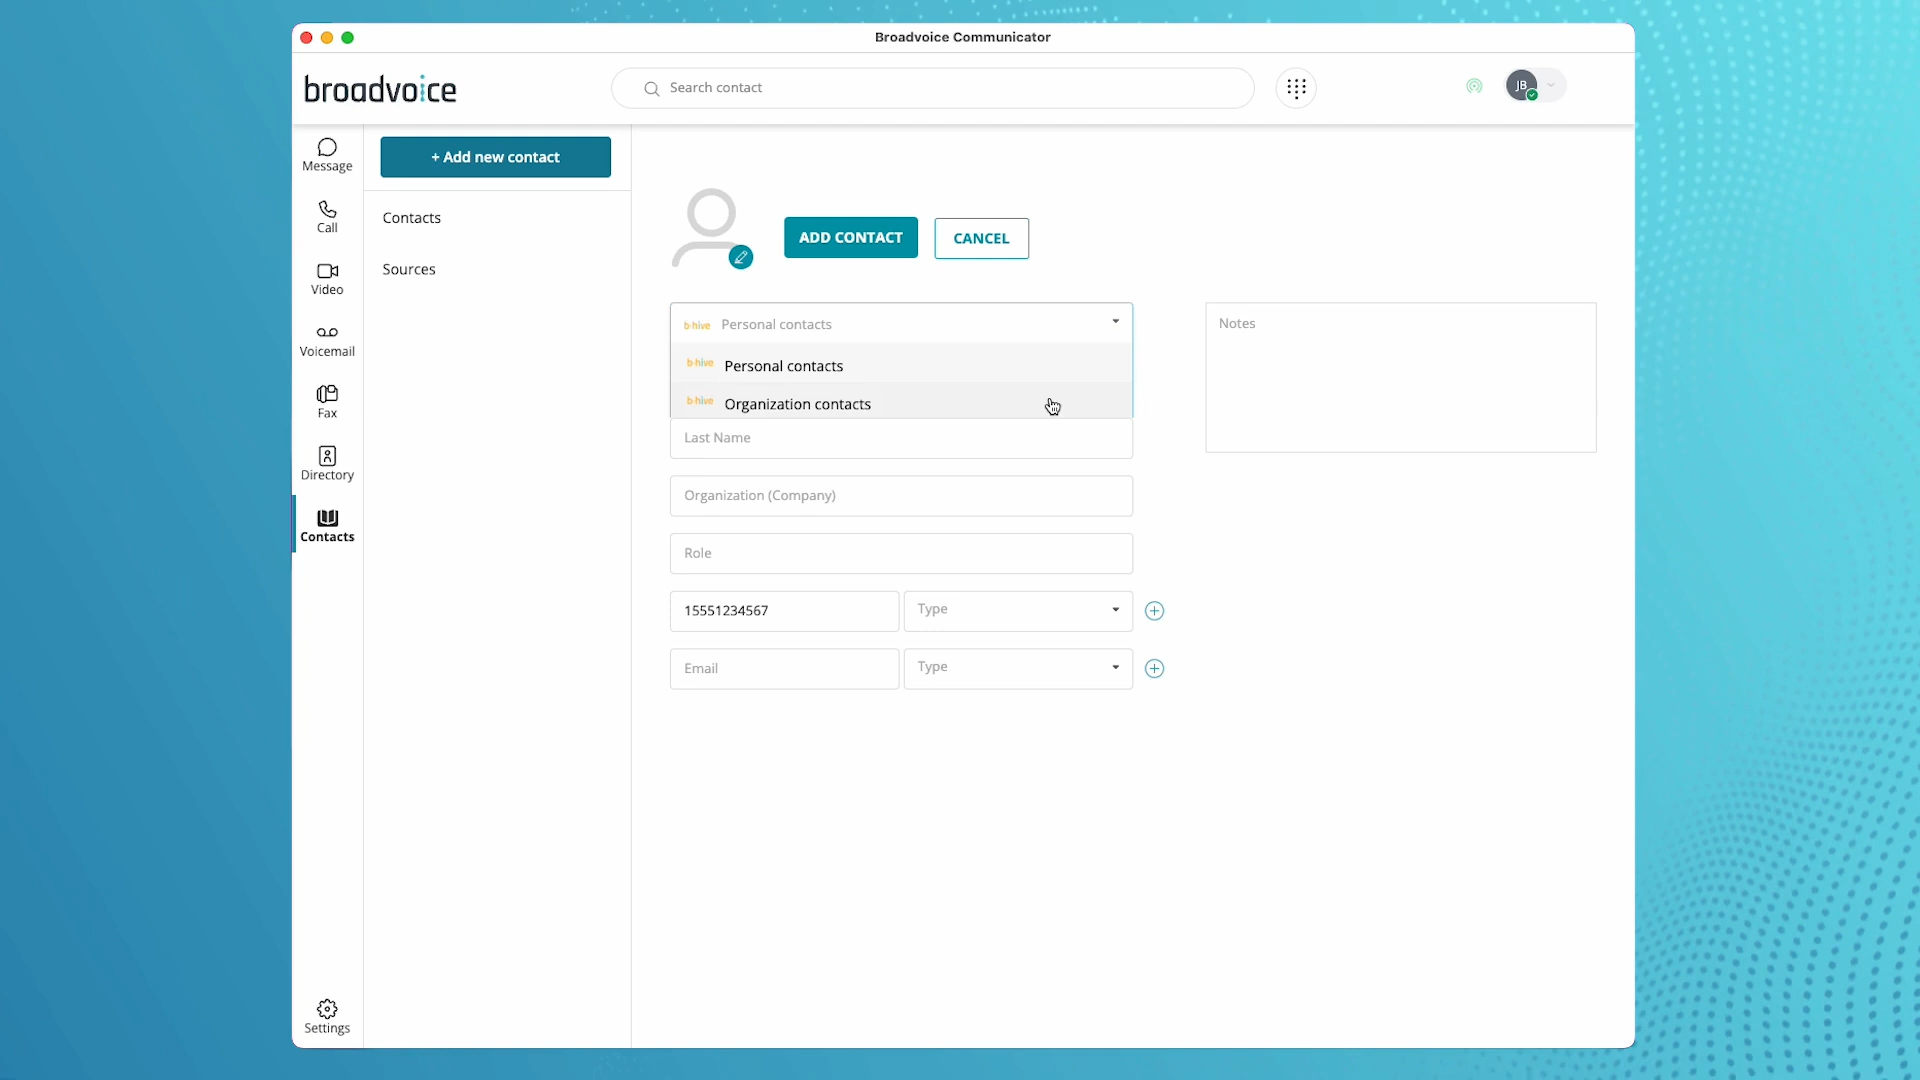 Broadvoice Communicator
broadvoice
Search contact
JB
Message
Call
Video
Voicemail
Fax
Directory
Contacts
Settings
+ Add new contact
Contacts
Sources
ADD CONTACT
CANCEL
b-hive Personal contacts
b-hive Personal contacts
b-hive Organization contacts
Last Name
Organization (Company)
Role
15551234567
Type
Email
Type
Notes